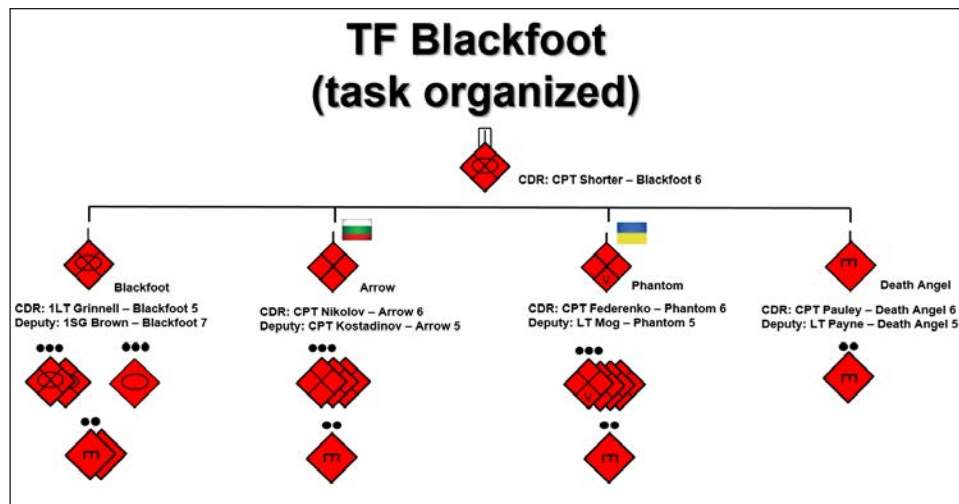 TF Blackfoot
(task organized)
CDR: CPT Shorter – Blackfoot 6
Blackfoot
CDR: 1LT Grinnell – Blackfoot 5
Deputy: 1SG Brown – Blackfoot 7
Arrow
CDR: CPT Nikolov – Arrow 6
Deputy: CPT Kostadinov – Arrow 5
Phantom
CDR: CPT Federenko – Phantom 6
Deputy: LT Mog – Phantom 5
Death Angel
CDR: CPT Pauley – Death Angel 6
Deputy: LT Payne – Death Angel 5
V
V